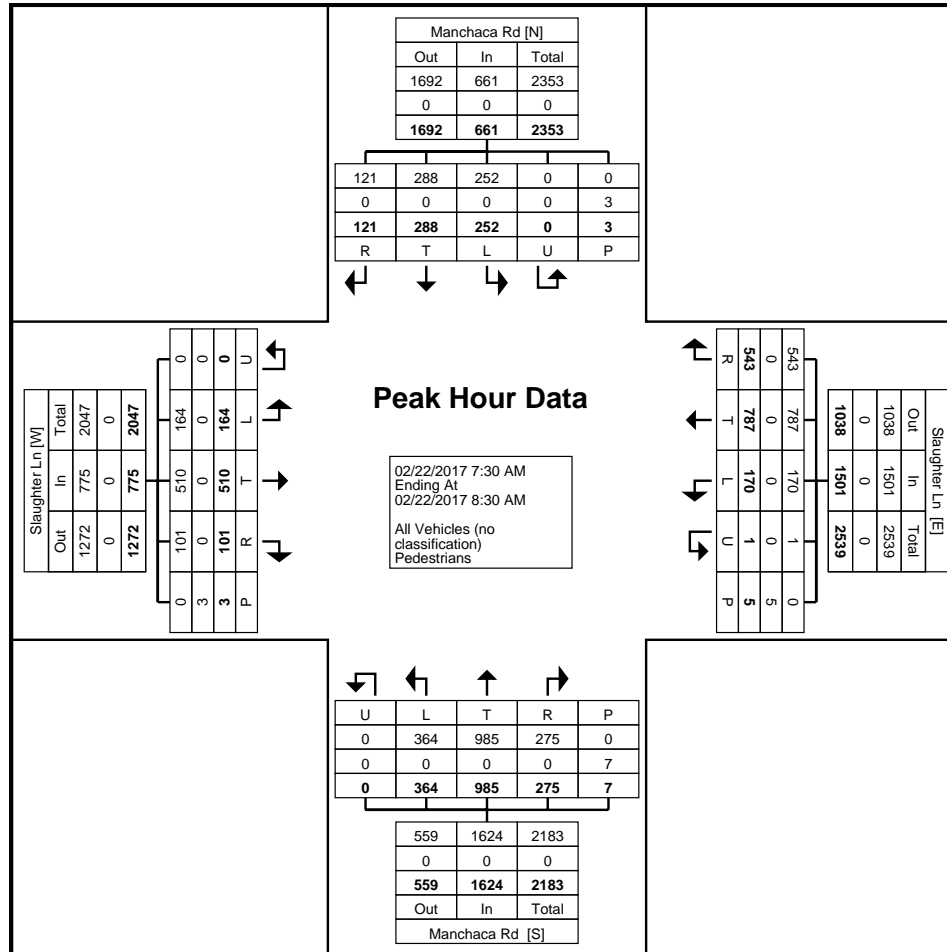 Manchaca Rd [N]
Out In Total
1692 661 2353
0 0 0
1692 661 2353
121 288 252 0 0
0 0 0 0 3
121 288 252 0 3
R T L U P
Slaughter Ln [W]
Total In Out
2047 775 1272
0 0 0
2047 775 1272
0 164 510 101 0
0 0 0 0 3
0 164 510 101 3
U L T R P
Peak Hour Data
02/22/2017 7:30 AM
Ending At
02/22/2017 8:30 AM
All Vehicles (no
classification)
Pedestrians
R T L U P
543 787 170 1 5
0 0 0 0 5
543 787 170 1 0
1038 1501 2539
0 0 0
1038 1501 2539
Out In Total
Slaughter Ln [E]
U L T R P
0 364 985 275 0
0 0 0 0 7
0 364 985 275 7
559 1624 2183
0 0 0
559 1624 2183
Out In Total
Manchaca Rd [S]